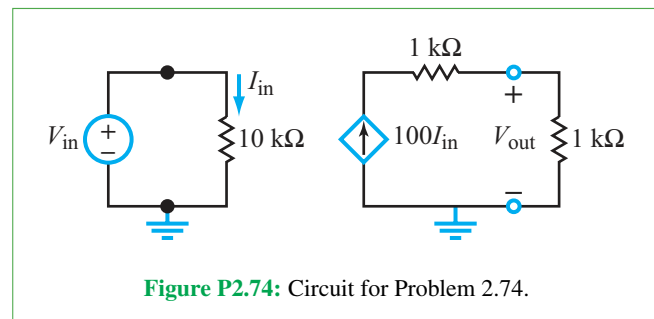 1 kΩ
I_in
V_in
+
−
10 kΩ
100I_in
+
V_out
−
1 kΩ
Figure P2.74: Circuit for Problem 2.74.